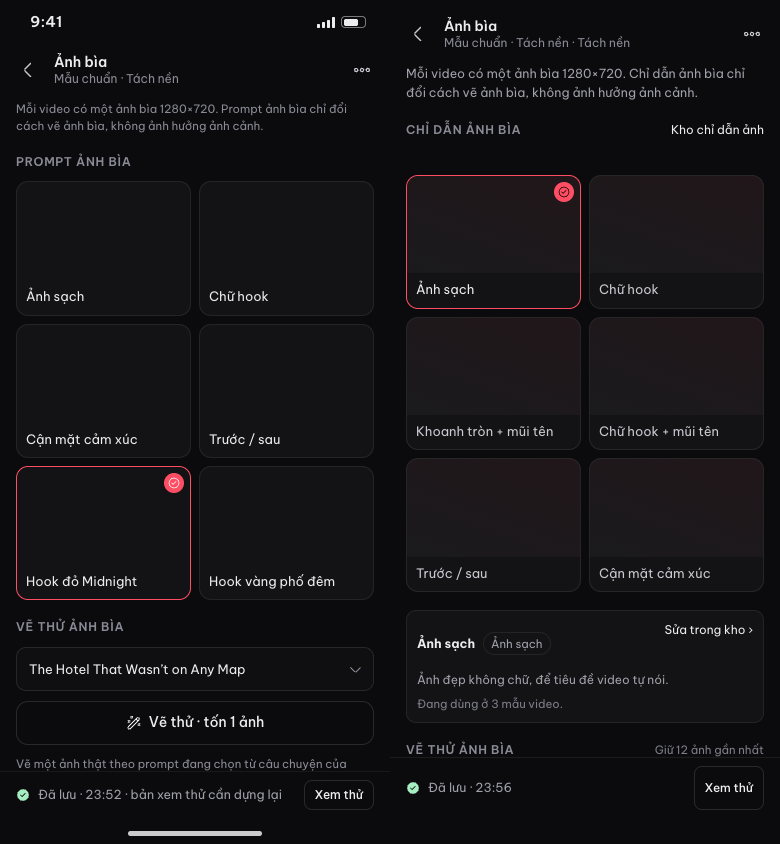 9:41
Ảnh bìa
Mẫu chuẩn · Tách nền
Mỗi video có một ảnh bìa 1280×720. Prompt ảnh bìa chỉ đổi
cách vẽ ảnh bìa, không ảnh hưởng ảnh cảnh.
PROMPT ẢNH BÌA
Ảnh sạch
Chữ hook
Cận mặt cảm xúc
Trước / sau
Hook đỏ Midnight
Hook vàng phố đêm
VẼ THỬ ẢNH BÌA
The Hotel That Wasn't on Any Map
Vẽ thử · tốn 1 ảnh
Vẽ một ảnh thật theo prompt đang chọn từ câu chuyện của
Đã lưu · 23:52 · bản xem thử cần dựng lại
Xem thử
Ảnh bìa
Mẫu chuẩn · Tách nền · Tách nền
Mỗi video có một ảnh bìa 1280×720. Chỉ dẫn ảnh bìa chỉ
đổi cách vẽ ảnh bìa, không ảnh hưởng ảnh cảnh.
CHỈ DẪN ẢNH BÌA
Kho chỉ dẫn ảnh
Ảnh sạch
Chữ hook
Khoanh tròn + mũi tên
Chữ hook + mũi tên
Trước / sau
Cận mặt cảm xúc
Sửa trong kho ›
Ảnh sạch
Ảnh sạch
Ảnh đẹp không chữ, để tiêu đề video tự nói.
Đang dùng ở 3 mẫu video.
VẼ THỬ ẢNH BÌA
Giữ 12 ảnh gần nhất
Đã lưu · 23:56
Xem thử